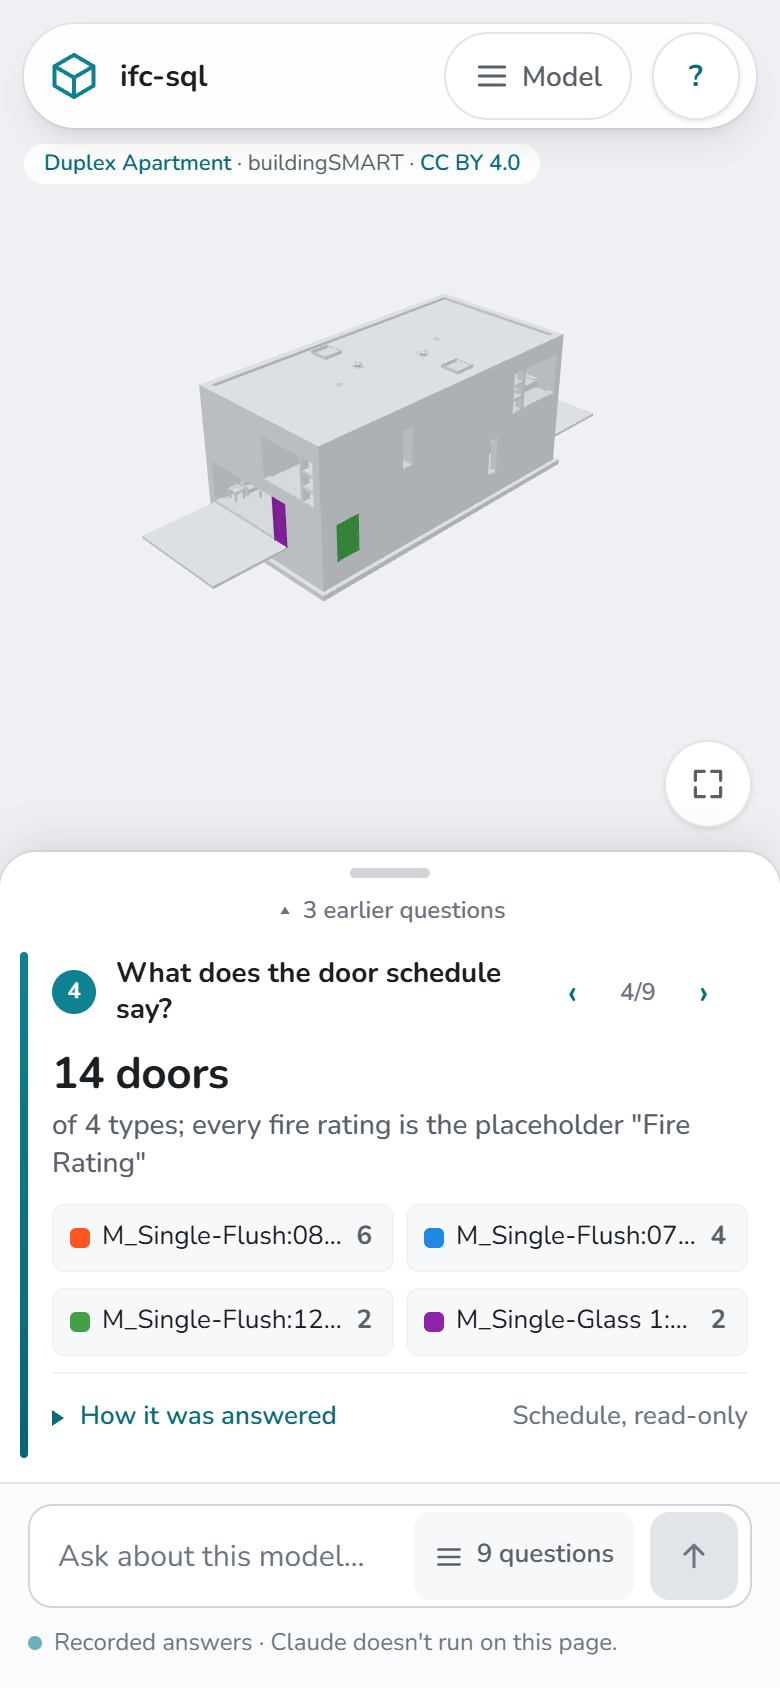 ifc-sql
Model
?
Duplex Apartment · buildingSMART · CC BY 4.0
▲ 3 earlier questions
4
What does the door schedule
say?
‹ 4/9 ›
14 doors
of 4 types; every fire rating is the placeholder "Fire
Rating"
M_Single-Flush:08... 6
M_Single-Flush:07... 4
M_Single-Flush:12... 2
M_Single-Glass 1:... 2
▶ How it was answered
Schedule, read-only
Ask about this model...
9 questions
Recorded answers · Claude doesn't run on this page.